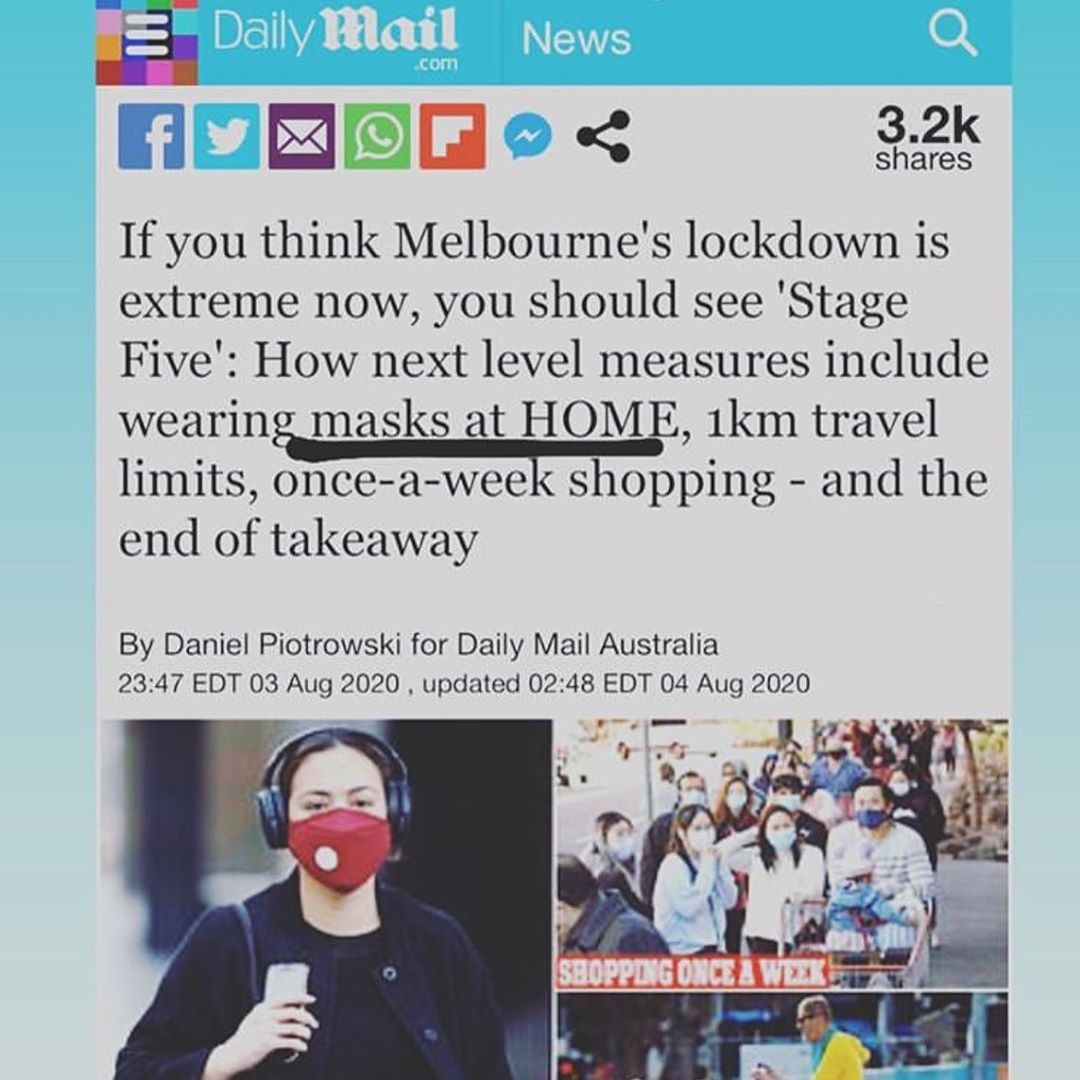 Daily Mail
.com
News
3.2k
shares
If you think Melbourne's lockdown is
extreme now, you should see 'Stage
Five': How next level measures include
wearing masks at HOME, 1km travel
limits, once-a-week shopping - and the
end of takeaway
By Daniel Piotrowski for Daily Mail Australia
23:47 EDT 03 Aug 2020 , updated 02:48 EDT 04 Aug 2020
SHOPPING ONCE A WEEK